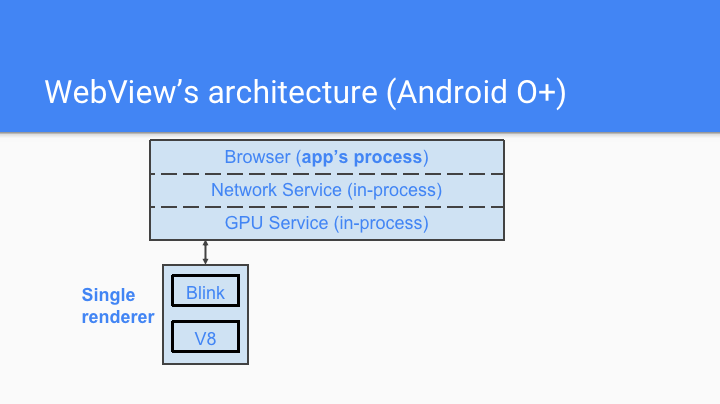 WebView’s architecture (Android O+)
Browser (app’s process)
Network Service (in-process)
GPU Service (in-process)
Single
renderer
Blink
V8